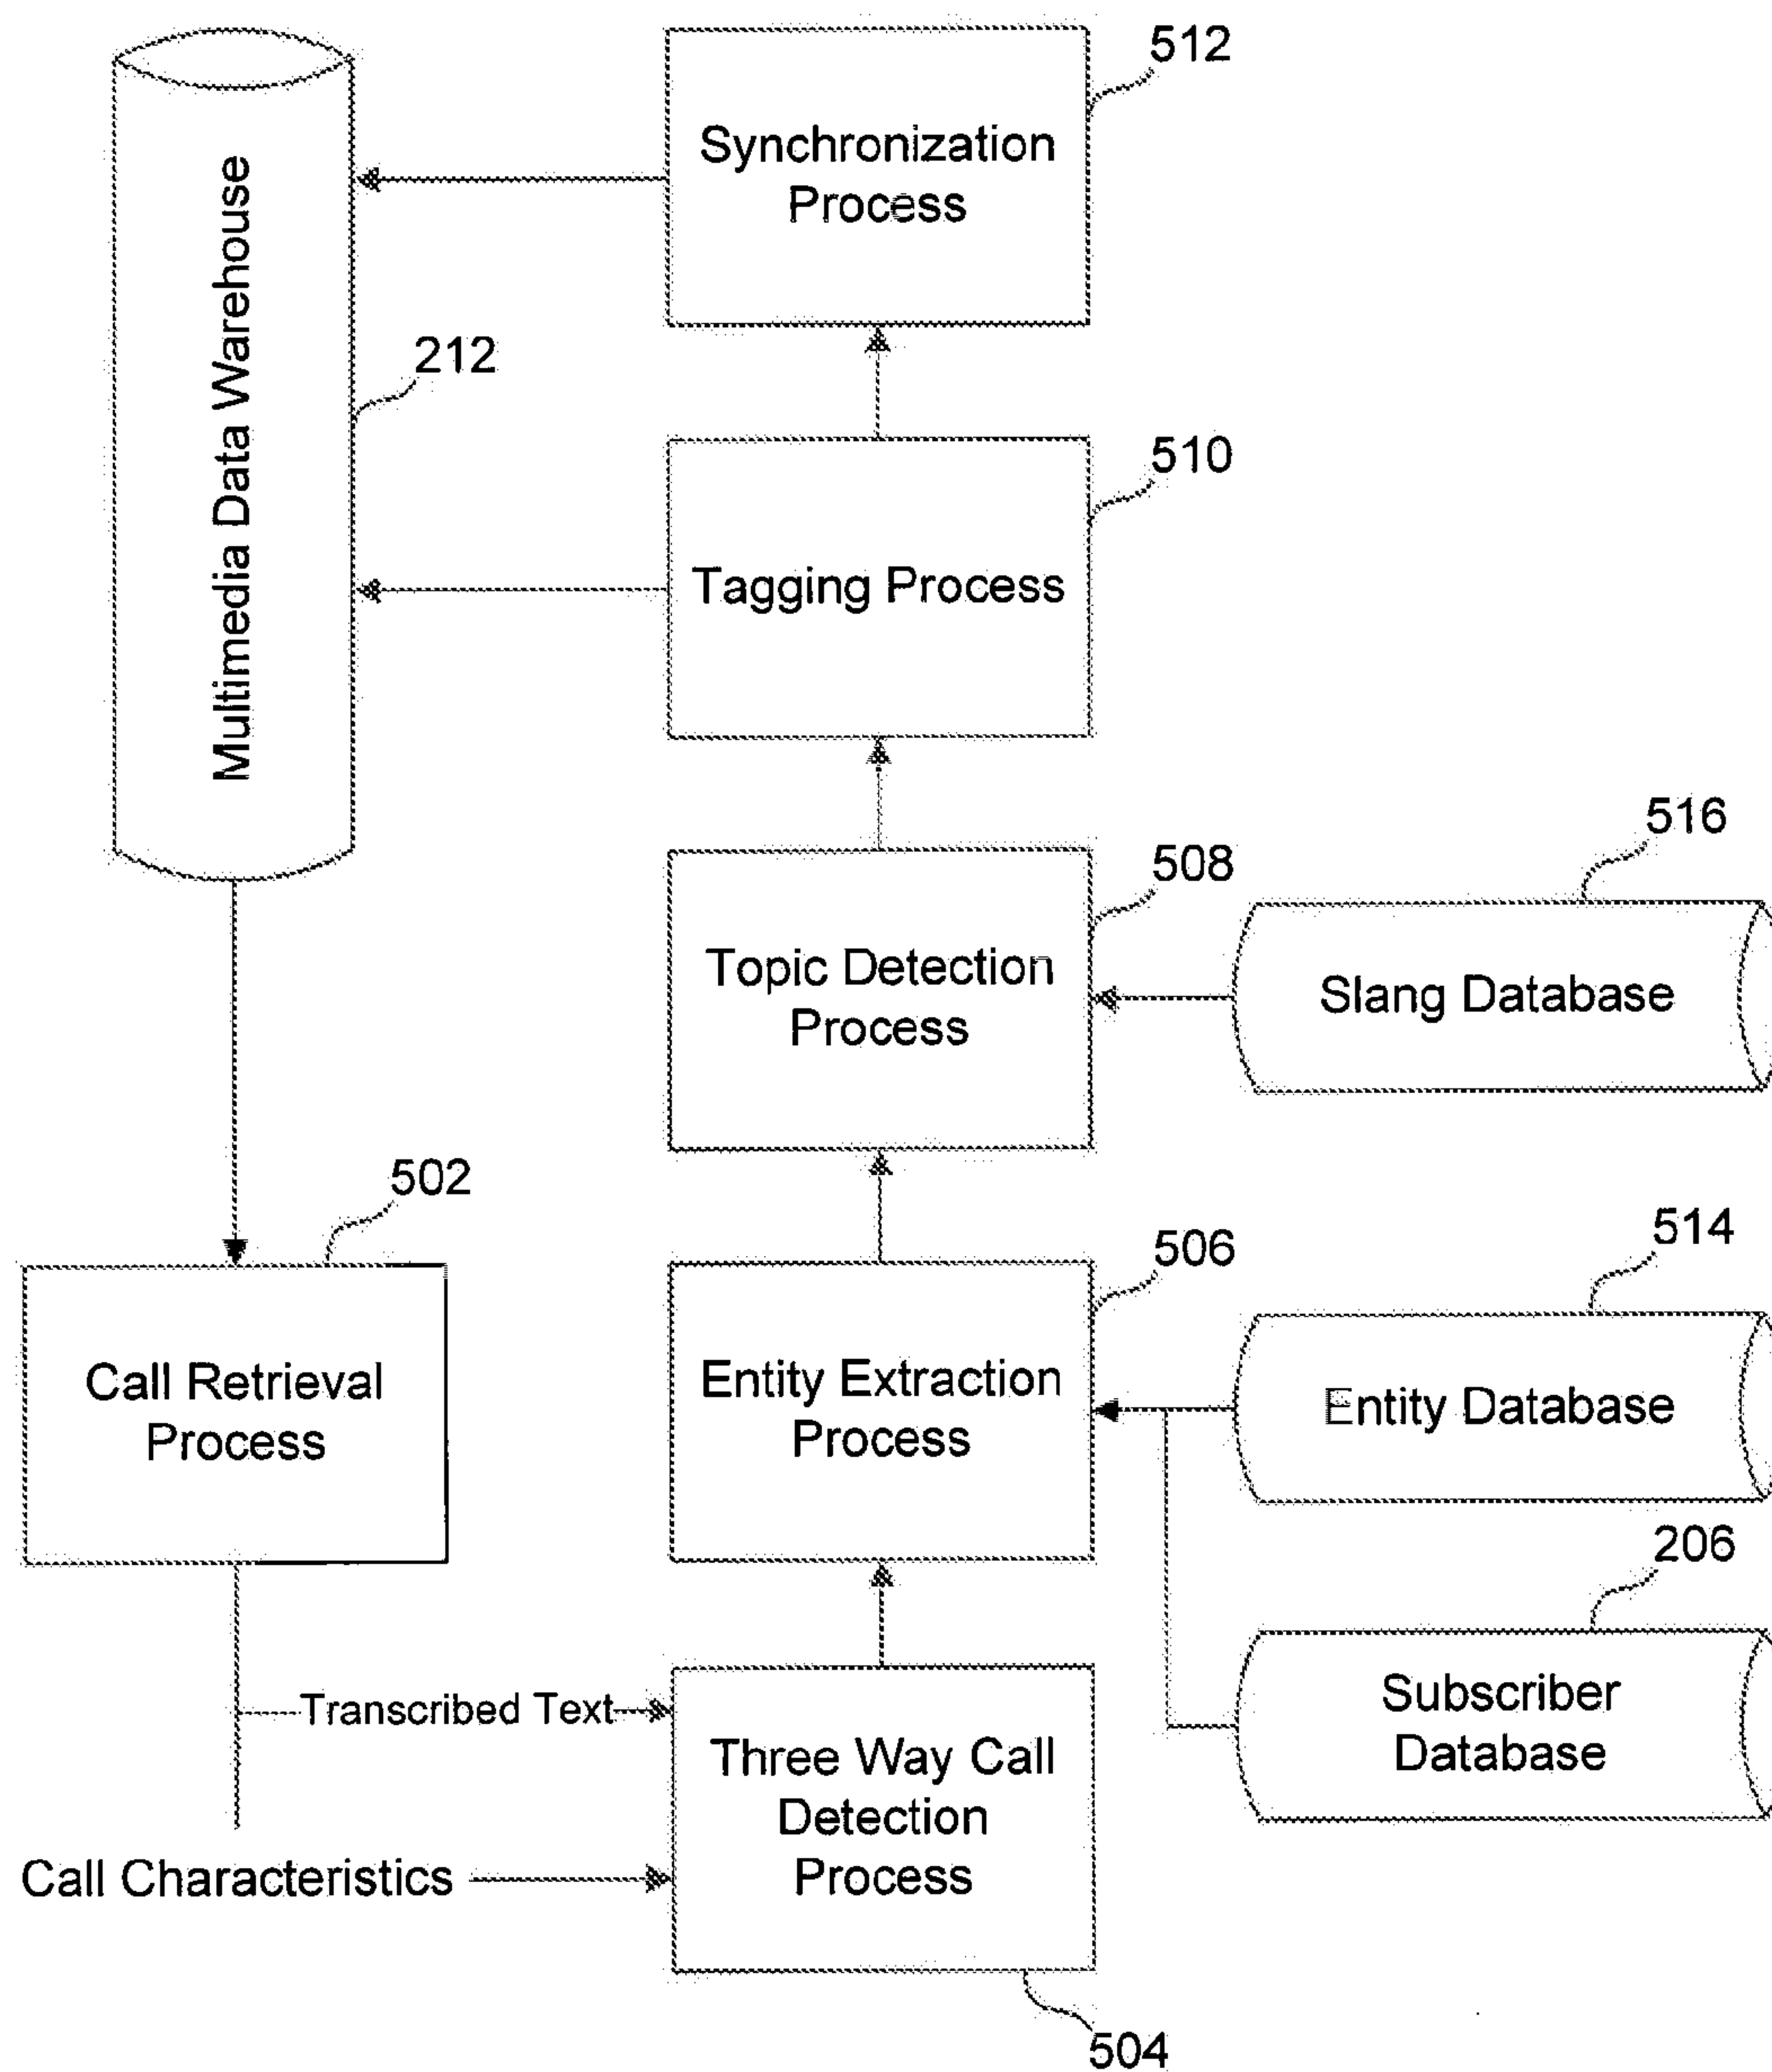 512
Synchronization
Process
Multimedia Data Warehouse
212
510
Tagging Process
516
508
Topic Detection
Process
Slang Database
502
506
514
Call Retrieval
Process
Entity Extraction
Process
Entity Database
206
Transcribed Text
Subscriber
Database
Three Way Call
Detection
Process
Call Characteristics
504